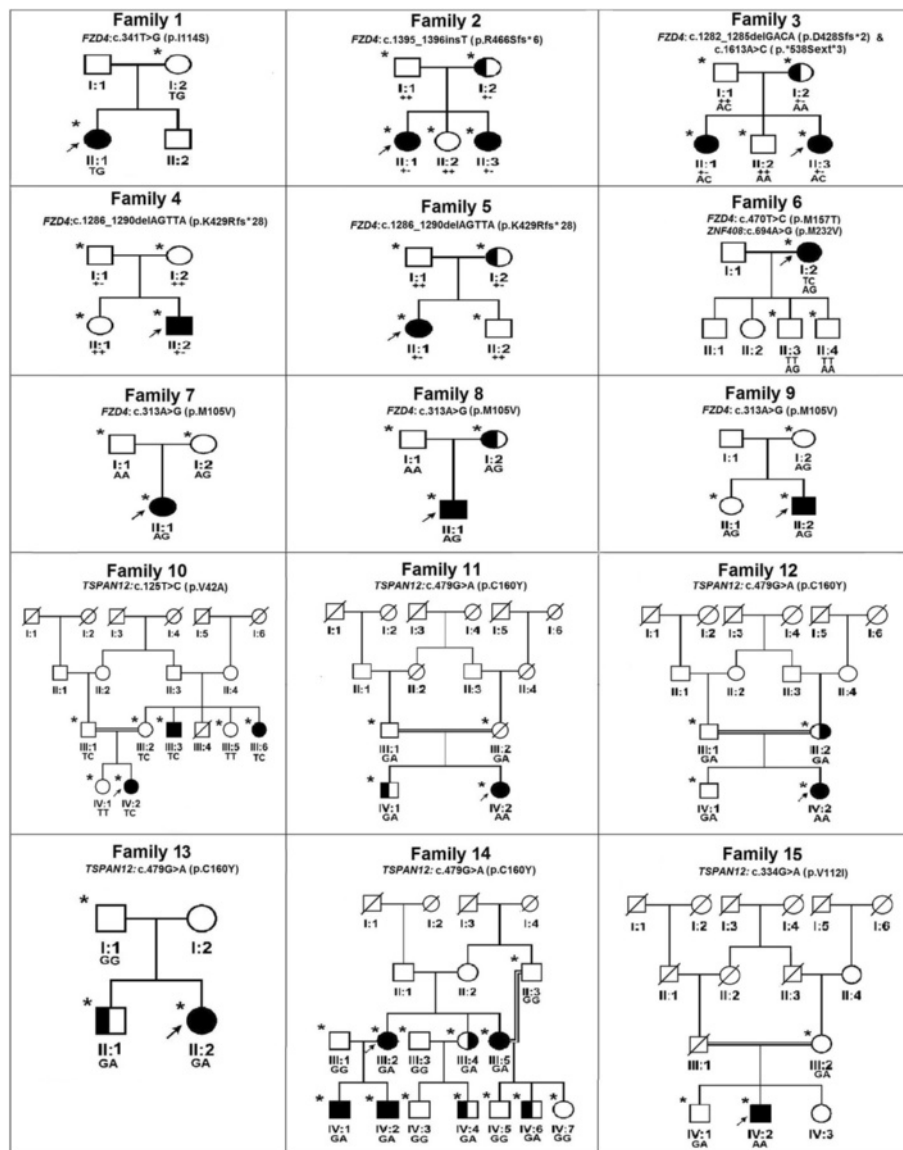 Family 1
FZD4: c.341T>G (p.I114S)
*
I:1 I:2
TG
*
II:1 II:2
TG
Family 2
FZD4: c.1395_1396insT (p.R466Sfs*6)
* *
I:1 I:2
++ +-
* * *
II:1 II:2 II:3
+- ++ +-
Family 3
FZD4: c.1282_1285delGACA (p.D428Sfs*2) &
c.1613A>C (p.*538Sext*3)
* *
I:1 I:2
++ +-
AC AA
* * *
II:1 II:2 II:3
+- ++ +-
AC AA AC
Family 4
FZD4: c.1286_1290delAGTTA (p.K429Rfs*28)
* *
I:1 I:2
+- ++
* *
II:1 II:2
++ +-
Family 5
FZD4: c.1286_1290delAGTTA (p.K429Rfs*28)
* *
I:1 I:2
++ +-
* *
II:1 II:2
+- ++
Family 6
FZD4: c.470T>C (p.M157T)
ZNF408: c.694A>G (p.M232V)
*
I:1 I:2
TC
AG
* *
II:1 II:2 II:3 II:4
TT TT
AG AA
Family 7
FZD4: c.313A>G (p.M105V)
* *
I:1 I:2
AA AG
*
II:1
AG
Family 8
FZD4: c.313A>G (p.M105V)
* *
I:1 I:2
AA AG
*
II:1
AG
Family 9
FZD4: c.313A>G (p.M105V)
*
I:1 I:2
AG
* *
II:1 II:2
AG AG
Family 10
TSPAN12: c.125T>C (p.V42A)
I:1 I:2 I:3 I:4 I:5 I:6
II:1 II:2 II:3 II:4
* * * * *
III:1 III:2 III:3 III:4 III:5 III:6
TC TC TC TT TC
* *
IV:1 IV:2
TT TC
Family 11
TSPAN12: c.479G>A (p.C160Y)
I:1 I:2 I:3 I:4 I:5 I:6
II:1 II:2 II:3 II:4
* *
III:1 III:2
GA GA
* *
IV:1 IV:2
GA AA
Family 12
TSPAN12: c.479G>A (p.C160Y)
I:1 I:2 I:3 I:4 I:5 I:6
II:1 II:2 II:3 II:4
* *
III:1 III:2
GA GA
* *
IV:1 IV:2
GA AA
Family 13
TSPAN12: c.479G>A (p.C160Y)
*
I:1 I:2
GG
* *
II:1 II:2
GA GA
Family 14
TSPAN12: c.479G>A (p.C160Y)
I:1 I:2 I:3 I:4
*
II:1 II:2 II:3
GG
* * * * *
III:1 III:2 III:3 III:4 III:5
GG GA GG GA GA
* * * * * * *
IV:1 IV:2 IV:3 IV:4 IV:5 IV:6 IV:7
GA GA GG GA GG GA GG
Family 15
TSPAN12: c.334G>A (p.V112I)
I:1 I:2 I:3 I:4 I:5 I:6
II:1 II:2 II:3 II:4
*
III:1 III:2
GA
* *
IV:1 IV:2 IV:3
GA AA